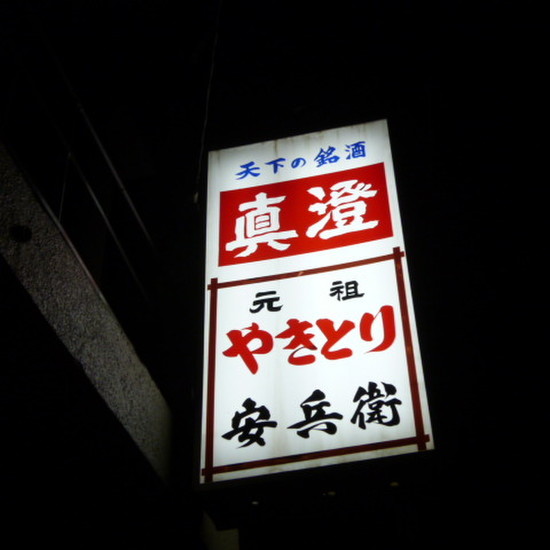 天下の銘酒
真澄
元祖
やきとり
安兵衛